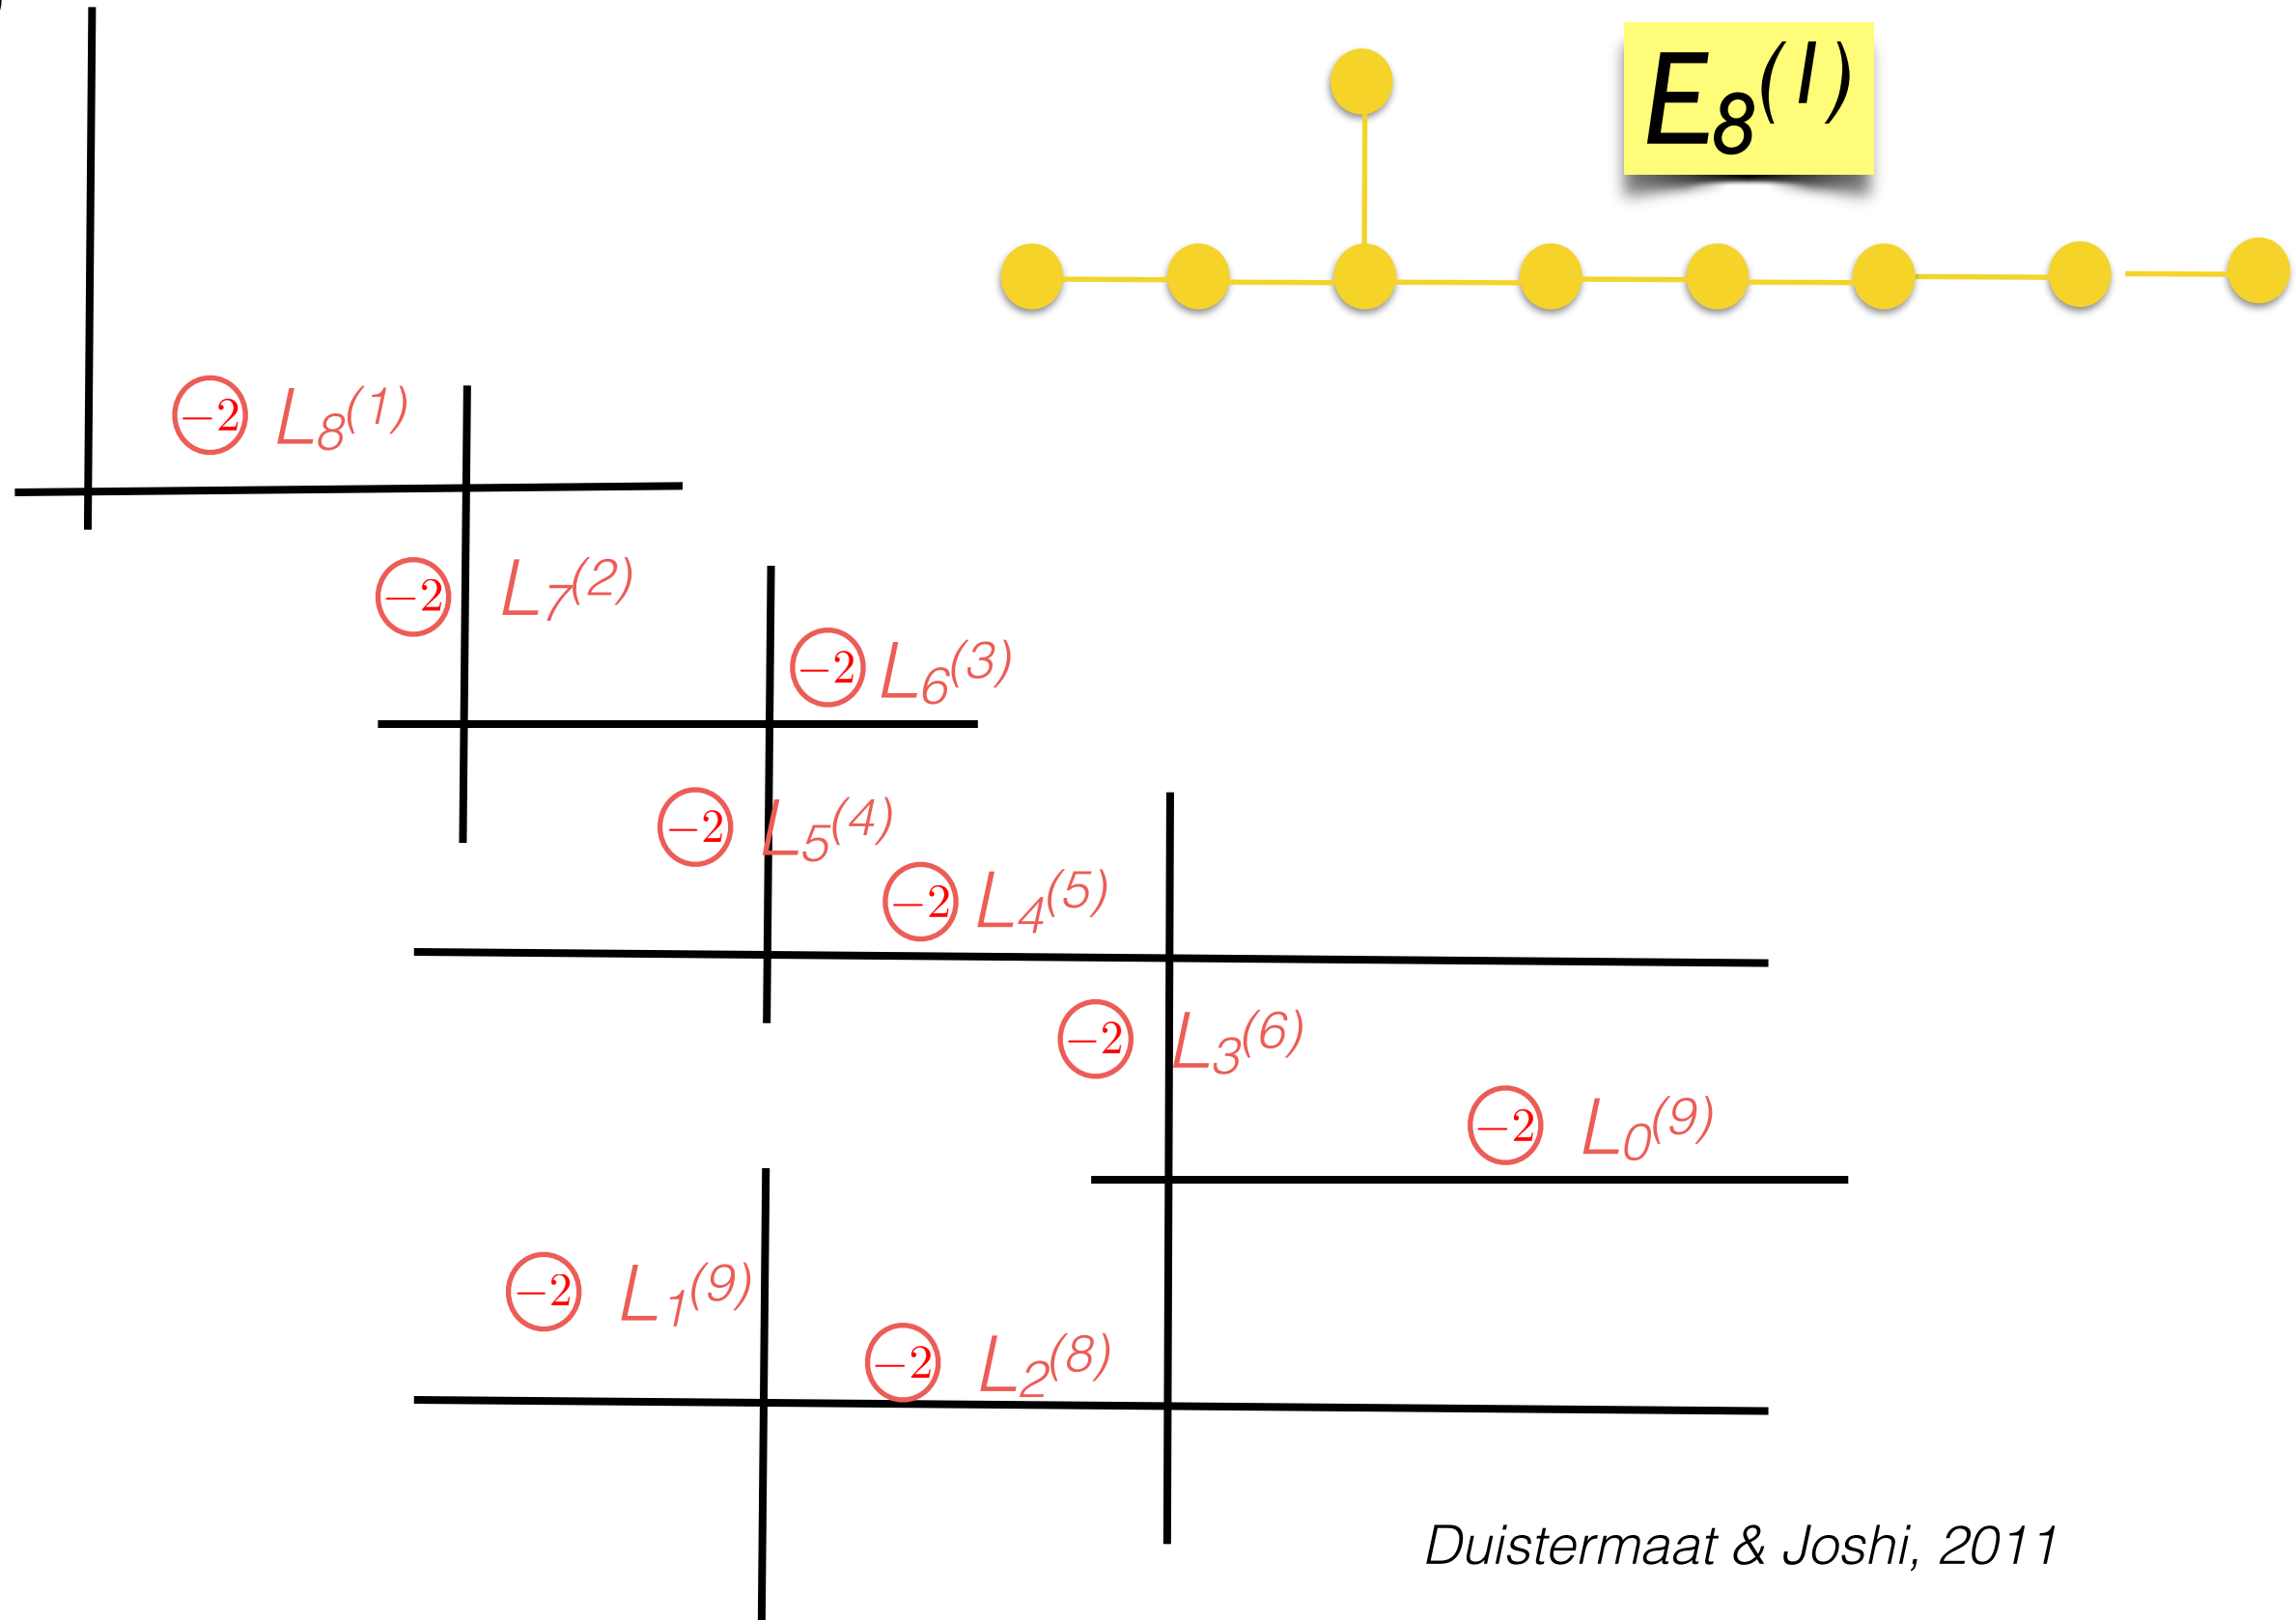 E₈⁽¹⁾
−2 L₈⁽¹⁾
−2 L₇⁽²⁾
−2 L₆⁽³⁾
−2 L₅⁽⁴⁾
−2 L₄⁽⁵⁾
−2 L₃⁽⁶⁾
−2 L₀⁽⁹⁾
−2 L₁⁽⁹⁾
−2 L₂⁽⁸⁾
Duistermaat & Joshi, 2011